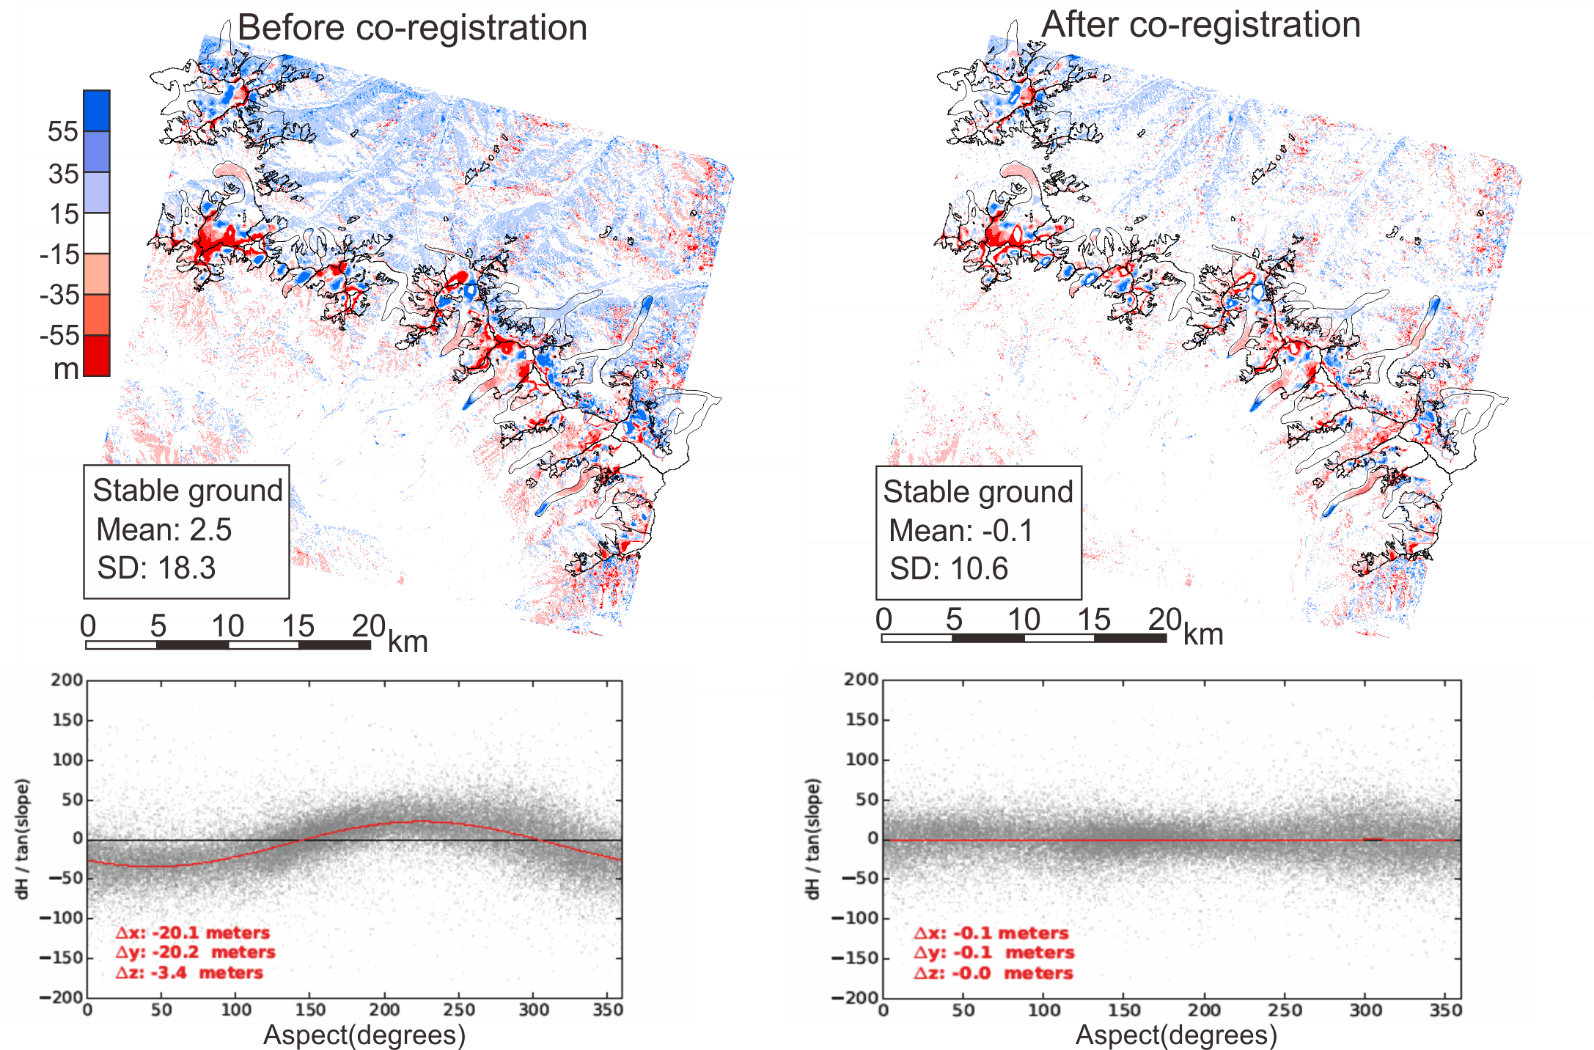 Before co-registration
After co-registration
55
35
15
-15
-35
-55
m
Stable ground
Mean: 2.5
SD: 18.3
0 5 10 15 20 km
Stable ground
Mean: -0.1
SD: 10.6
0 5 10 15 20 km
200
150
100
50
0
−50
−100
−150
−200
dH / tan(slope)
Δx: -20.1 meters
Δy: -20.2 meters
Δz: -3.4 meters
0 50 100 150 200 250 300 350
Aspect(degrees)
200
150
100
50
0
−50
−100
−150
−200
dH / tan(slope)
Δx: -0.1 meters
Δy: -0.1 meters
Δz: -0.0 meters
0 50 100 150 200 250 300 350
Aspect(degrees)